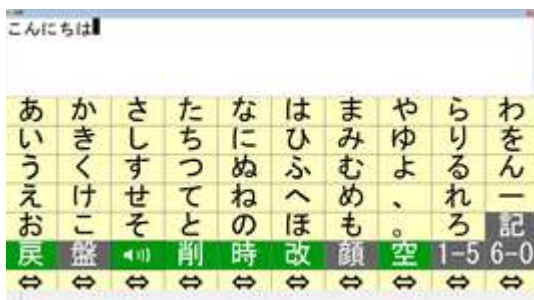 こんにちは
あ か さ た な は ま や ら わ
い き し ち に ひ み ゆ り を
う く す つ ぬ ふ む よ る ん
え け せ て ね へ め 、 れ ー
お こ そ と の ほ も 。 ろ 記
戻 盤 削 時 改 顔 空 1-5 6-0
⇔ ⇔ ⇔ ⇔ ⇔ ⇔ ⇔ ⇔ ⇔ ⇔